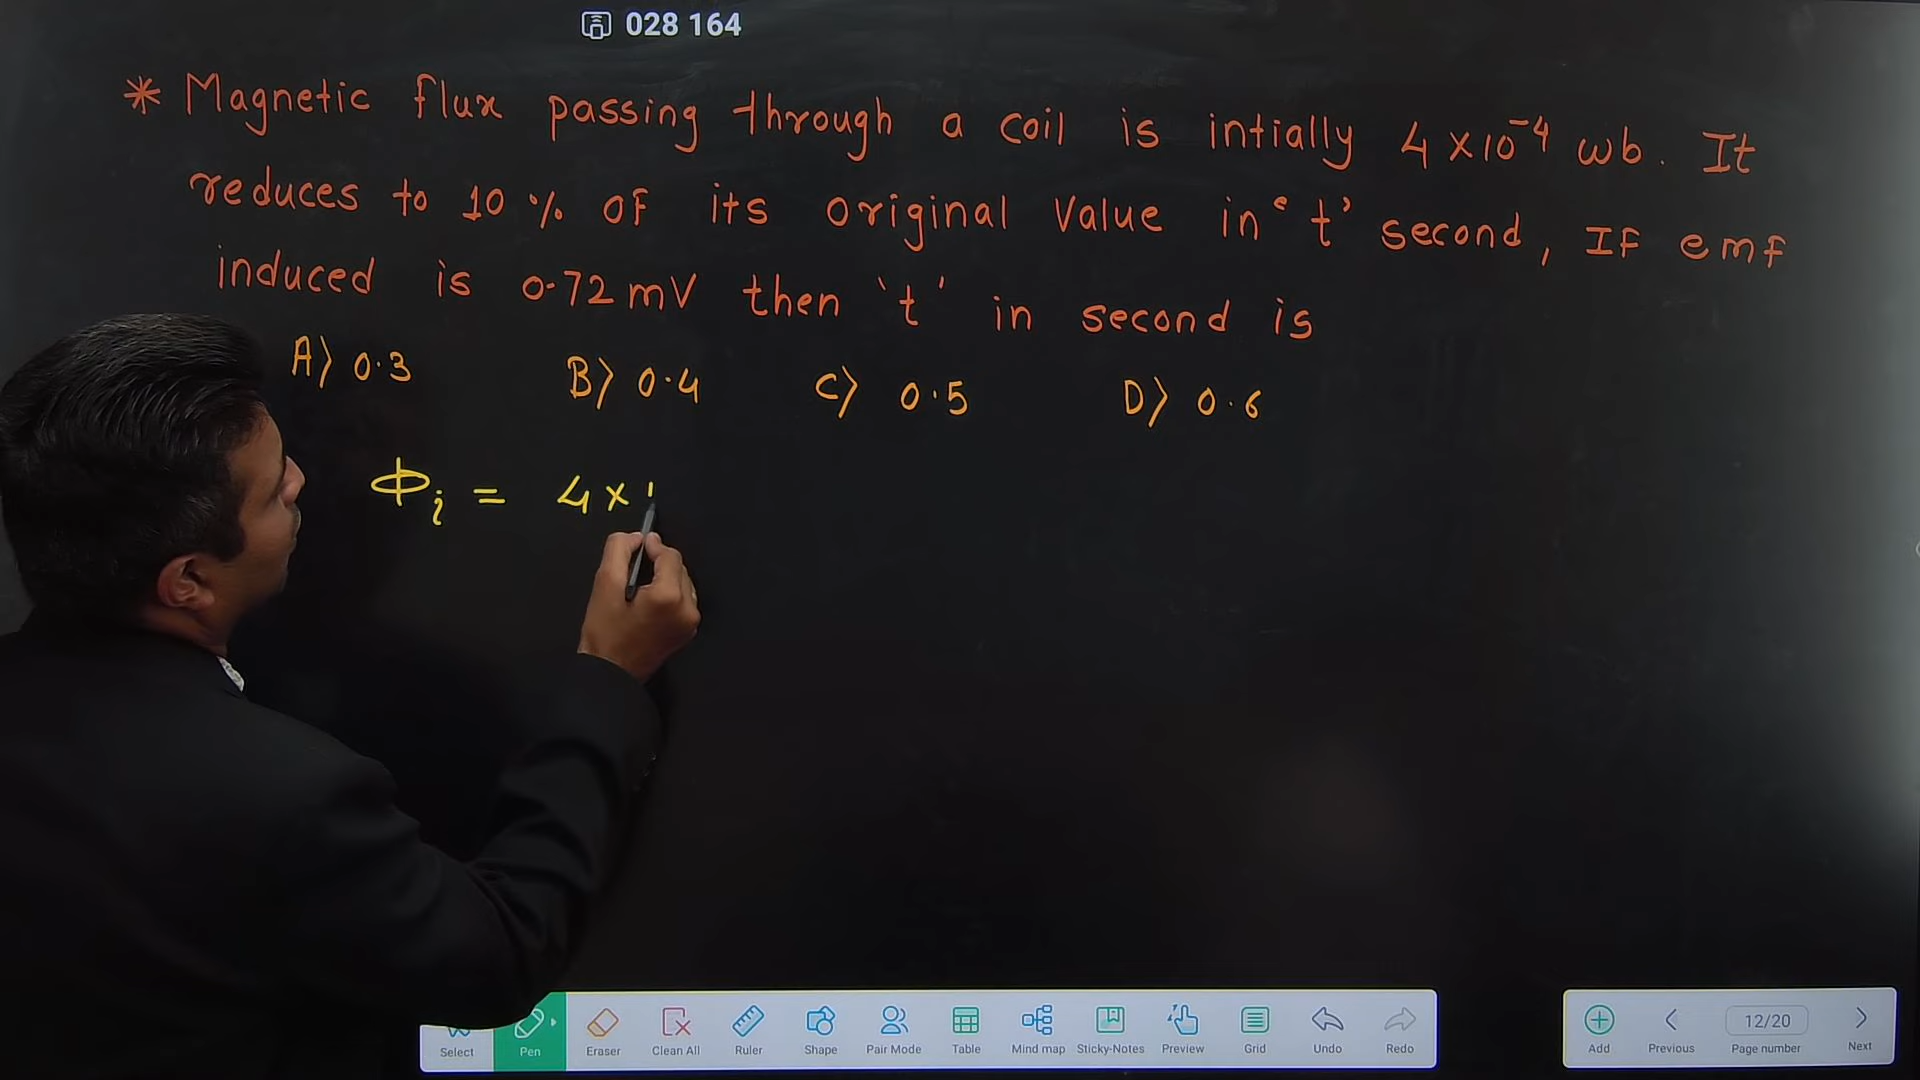 028 164
* Magnetic flux passing through a coil is intially 4 × 10⁻⁴ wb. It
reduces to 10 % of its original Value in 't' second, If emf
induced is 0.72 mV then 't' in second is
A) 0.3 B) 0.4 C) 0.5 D) 0.6
Φᵢ = 4 ×
Select Pen Eraser Clean All Ruler Shape Pair Mode Table Mind map Sticky-Notes Preview Grid Undo Redo
Add Previous 12/20 Page number Next